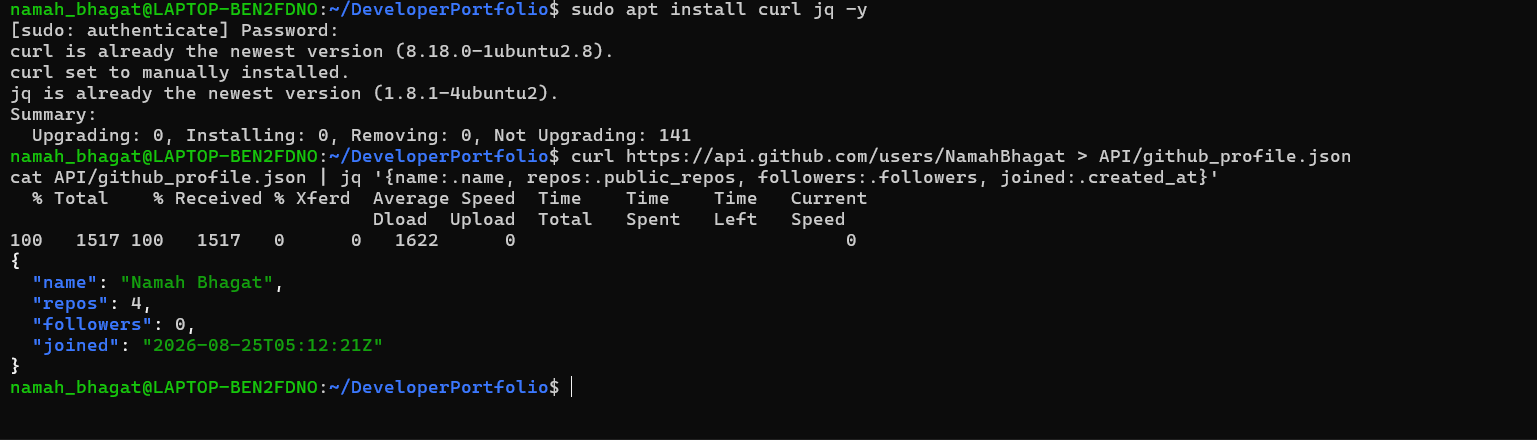 namah_bhagat@LAPTOP-BEN2FDNO:~/DeveloperPortfolio$ sudo apt install curl jq -y
[sudo: authenticate] Password:
curl is already the newest version (8.18.0-1ubuntu2.8).
curl set to manually installed.
jq is already the newest version (1.8.1-4ubuntu2).
Summary:
  Upgrading: 0, Installing: 0, Removing: 0, Not Upgrading: 141
namah_bhagat@LAPTOP-BEN2FDNO:~/DeveloperPortfolio$ curl https://api.github.com/users/NamahBhagat > API/github_profile.json
cat API/github_profile.json | jq '{name:.name, repos:.public_repos, followers:.followers, joined:.created_at}'
  % Total    % Received % Xferd  Average Speed  Time    Time    Time   Current
                                 Dload  Upload  Total   Spent   Left   Speed
100   1517 100   1517   0      0   1622      0                              0
{
  "name": "Namah Bhagat",
  "repos": 4,
  "followers": 0,
  "joined": "2026-08-25T05:12:21Z"
}
namah_bhagat@LAPTOP-BEN2FDNO:~/DeveloperPortfolio$